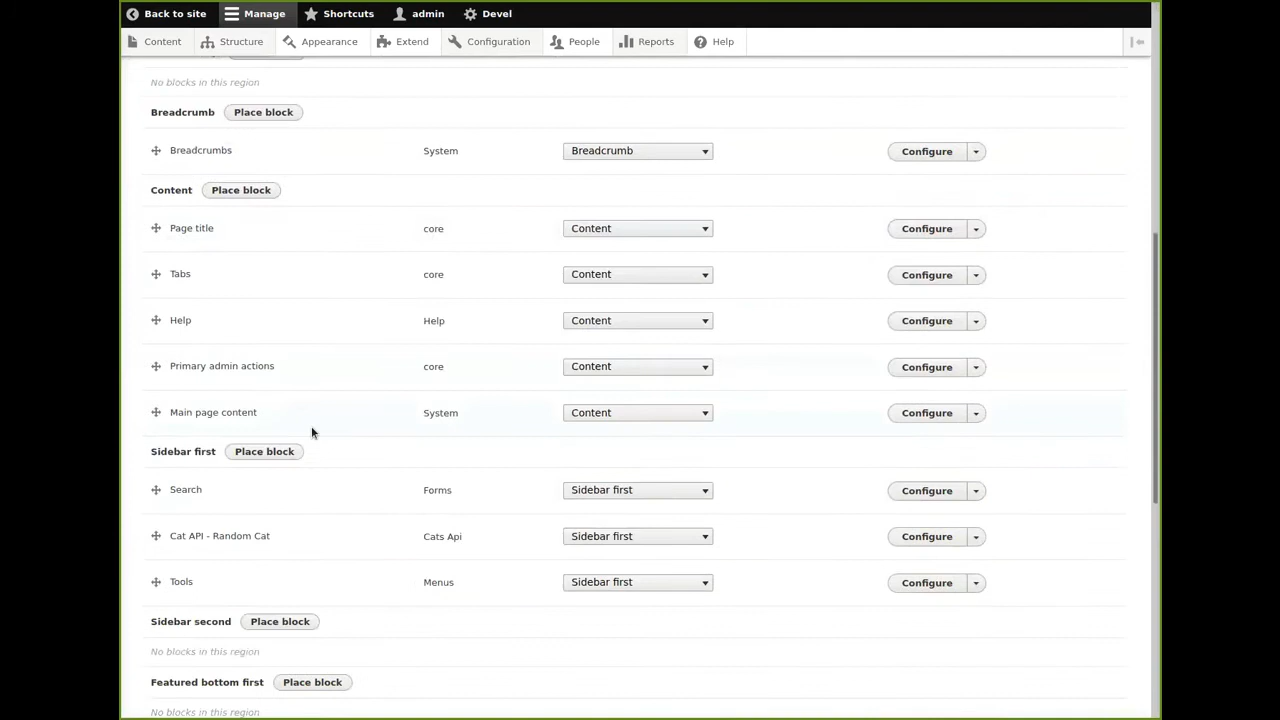 Back to site Manage Shortcuts admin Devel
Content Structure Appearance Extend Configuration People Reports Help
No blocks in this region
Breadcrumb Place block
Breadcrumbs System Breadcrumb Configure
Content Place block
Page title core Content Configure
Tabs core Content Configure
Help Help Content Configure
Primary admin actions core Content Configure
Main page content System Content Configure
Sidebar first Place block
Search Forms Sidebar first Configure
Cat API - Random Cat Cats Api Sidebar first Configure
Tools Menus Sidebar first Configure
Sidebar second Place block
No blocks in this region
Featured bottom first Place block
No blocks in this region